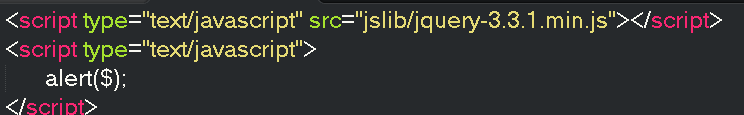 <script type="text/javascript" src="jslib/jquery-3.3.1.min.js"></script>
<script type="text/javascript">
alert($);
</script>